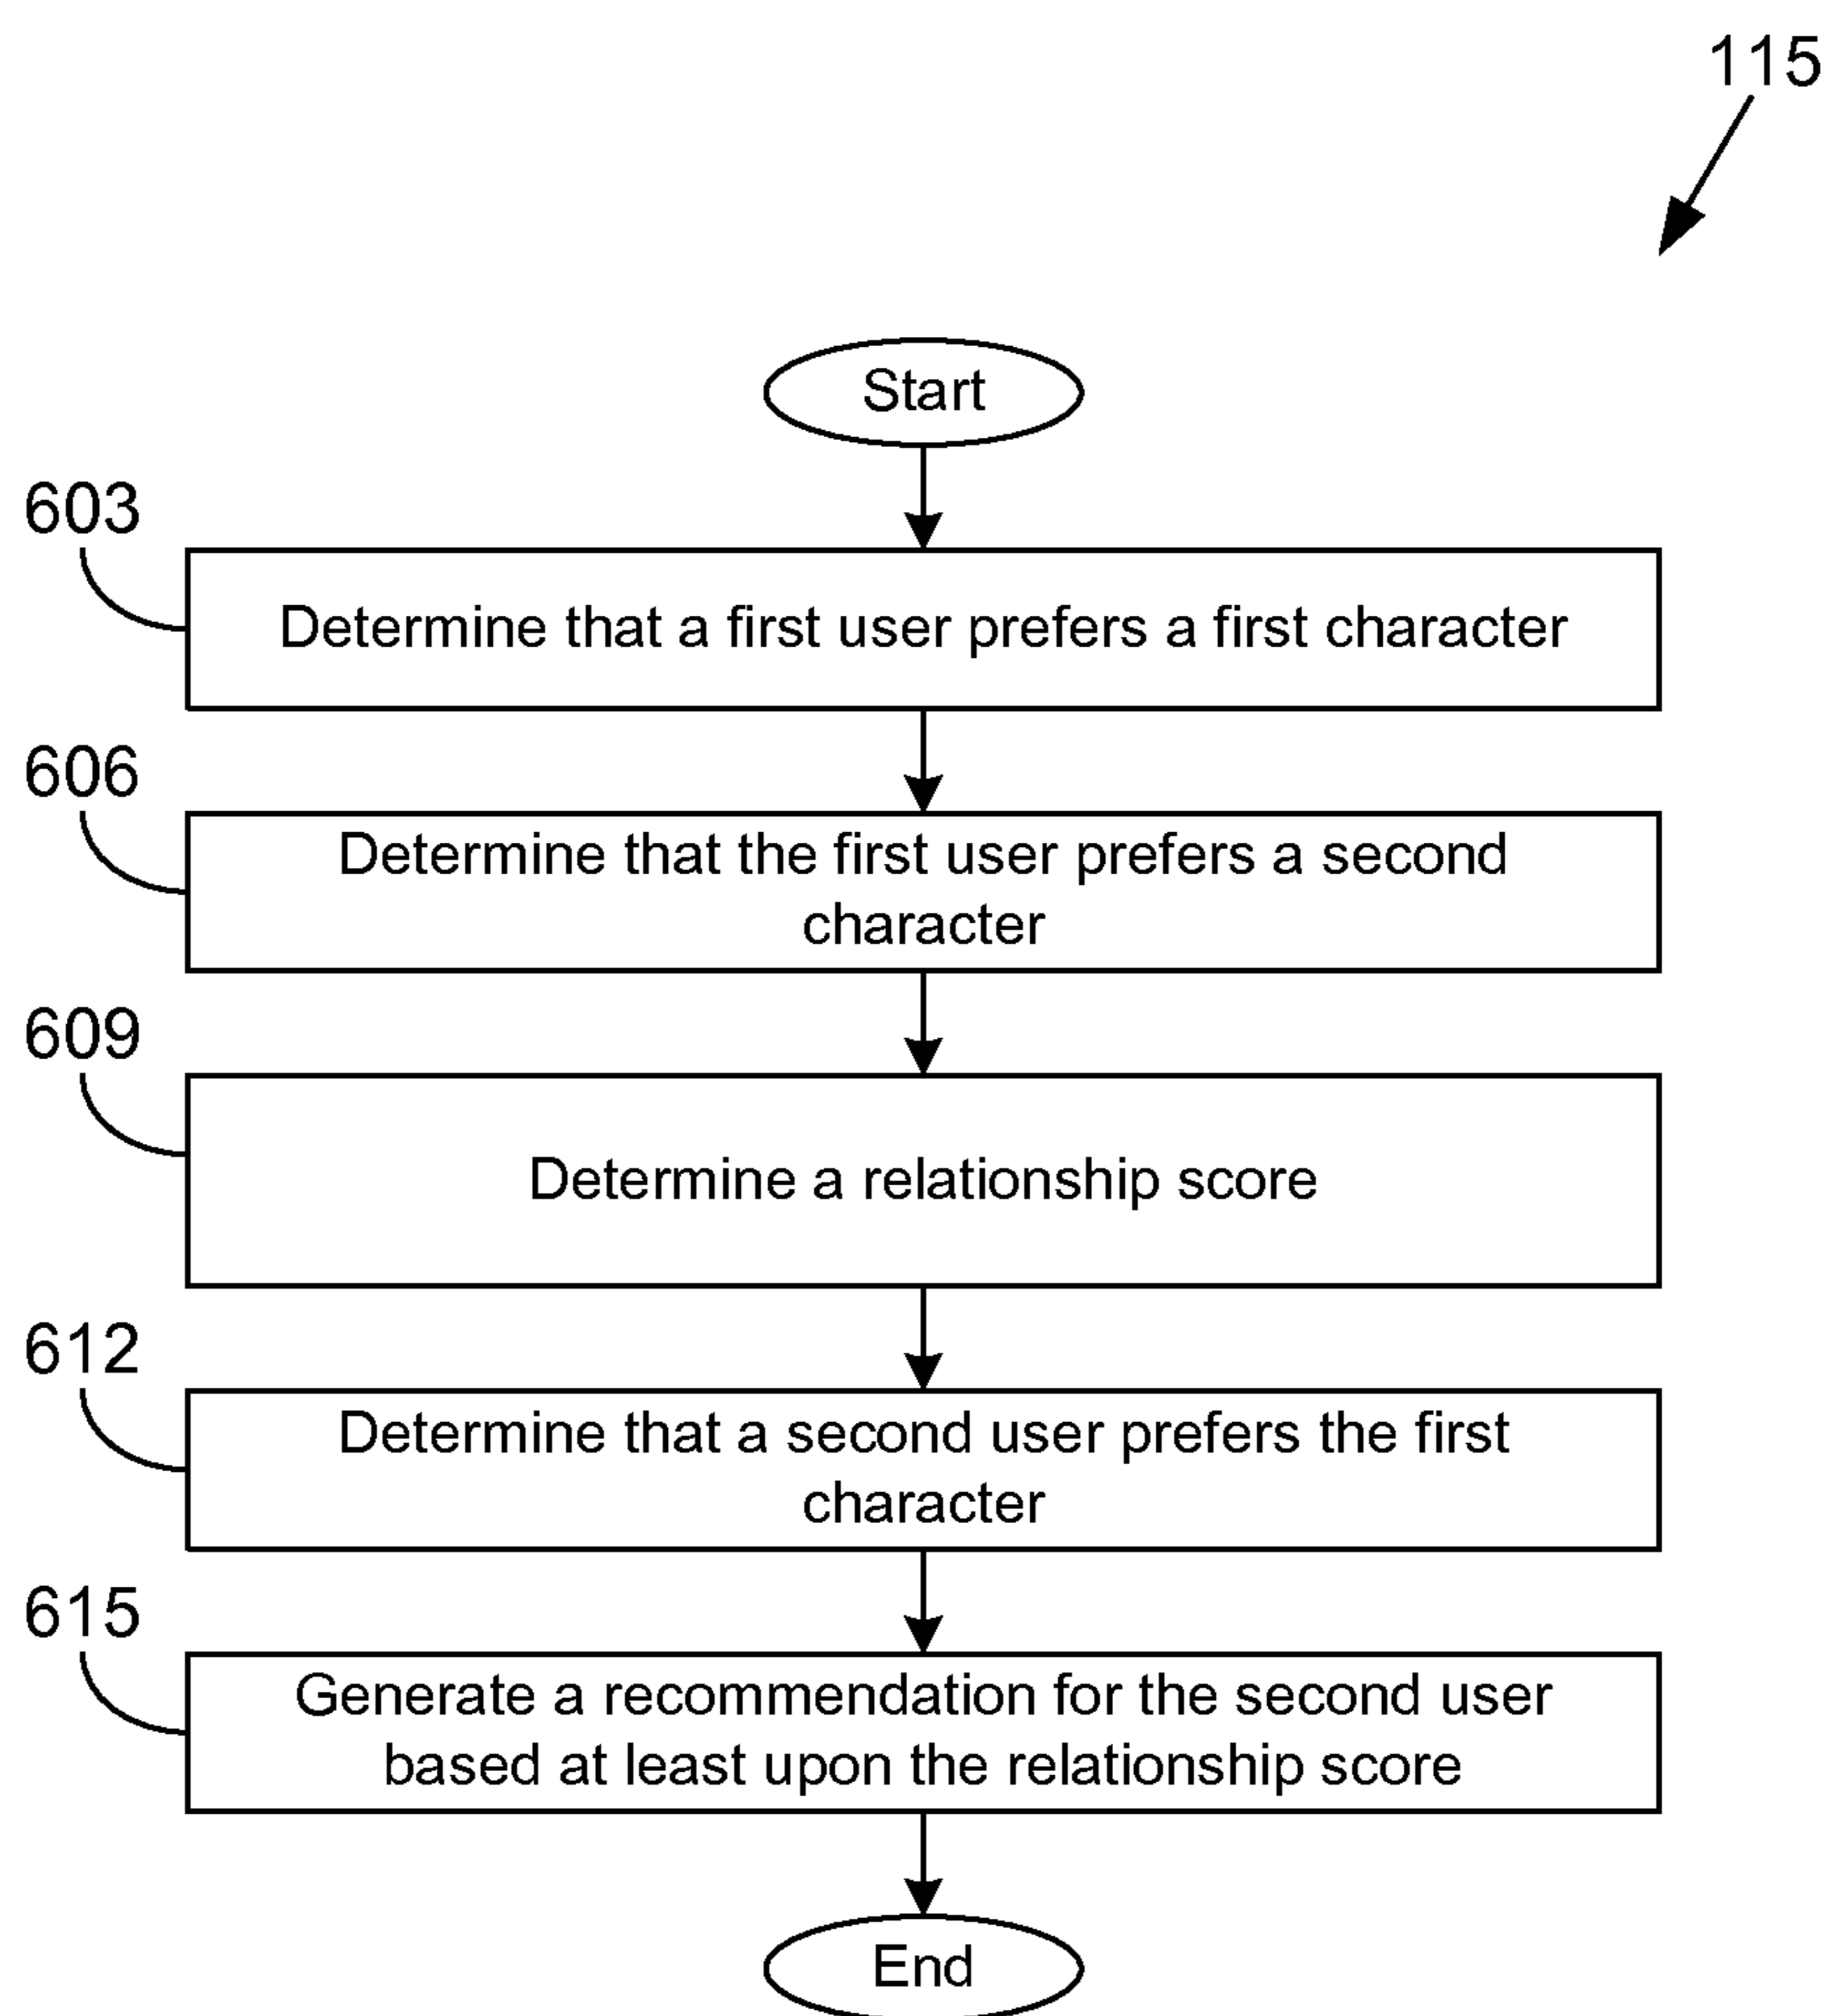 115
Start
603
Determine that a first user prefers a first character
606
Determine that the first user prefers a second
character
609
Determine a relationship score
612
Determine that a second user prefers the first
character
615
Generate a recommendation for the second user
based at least upon the relationship score
End